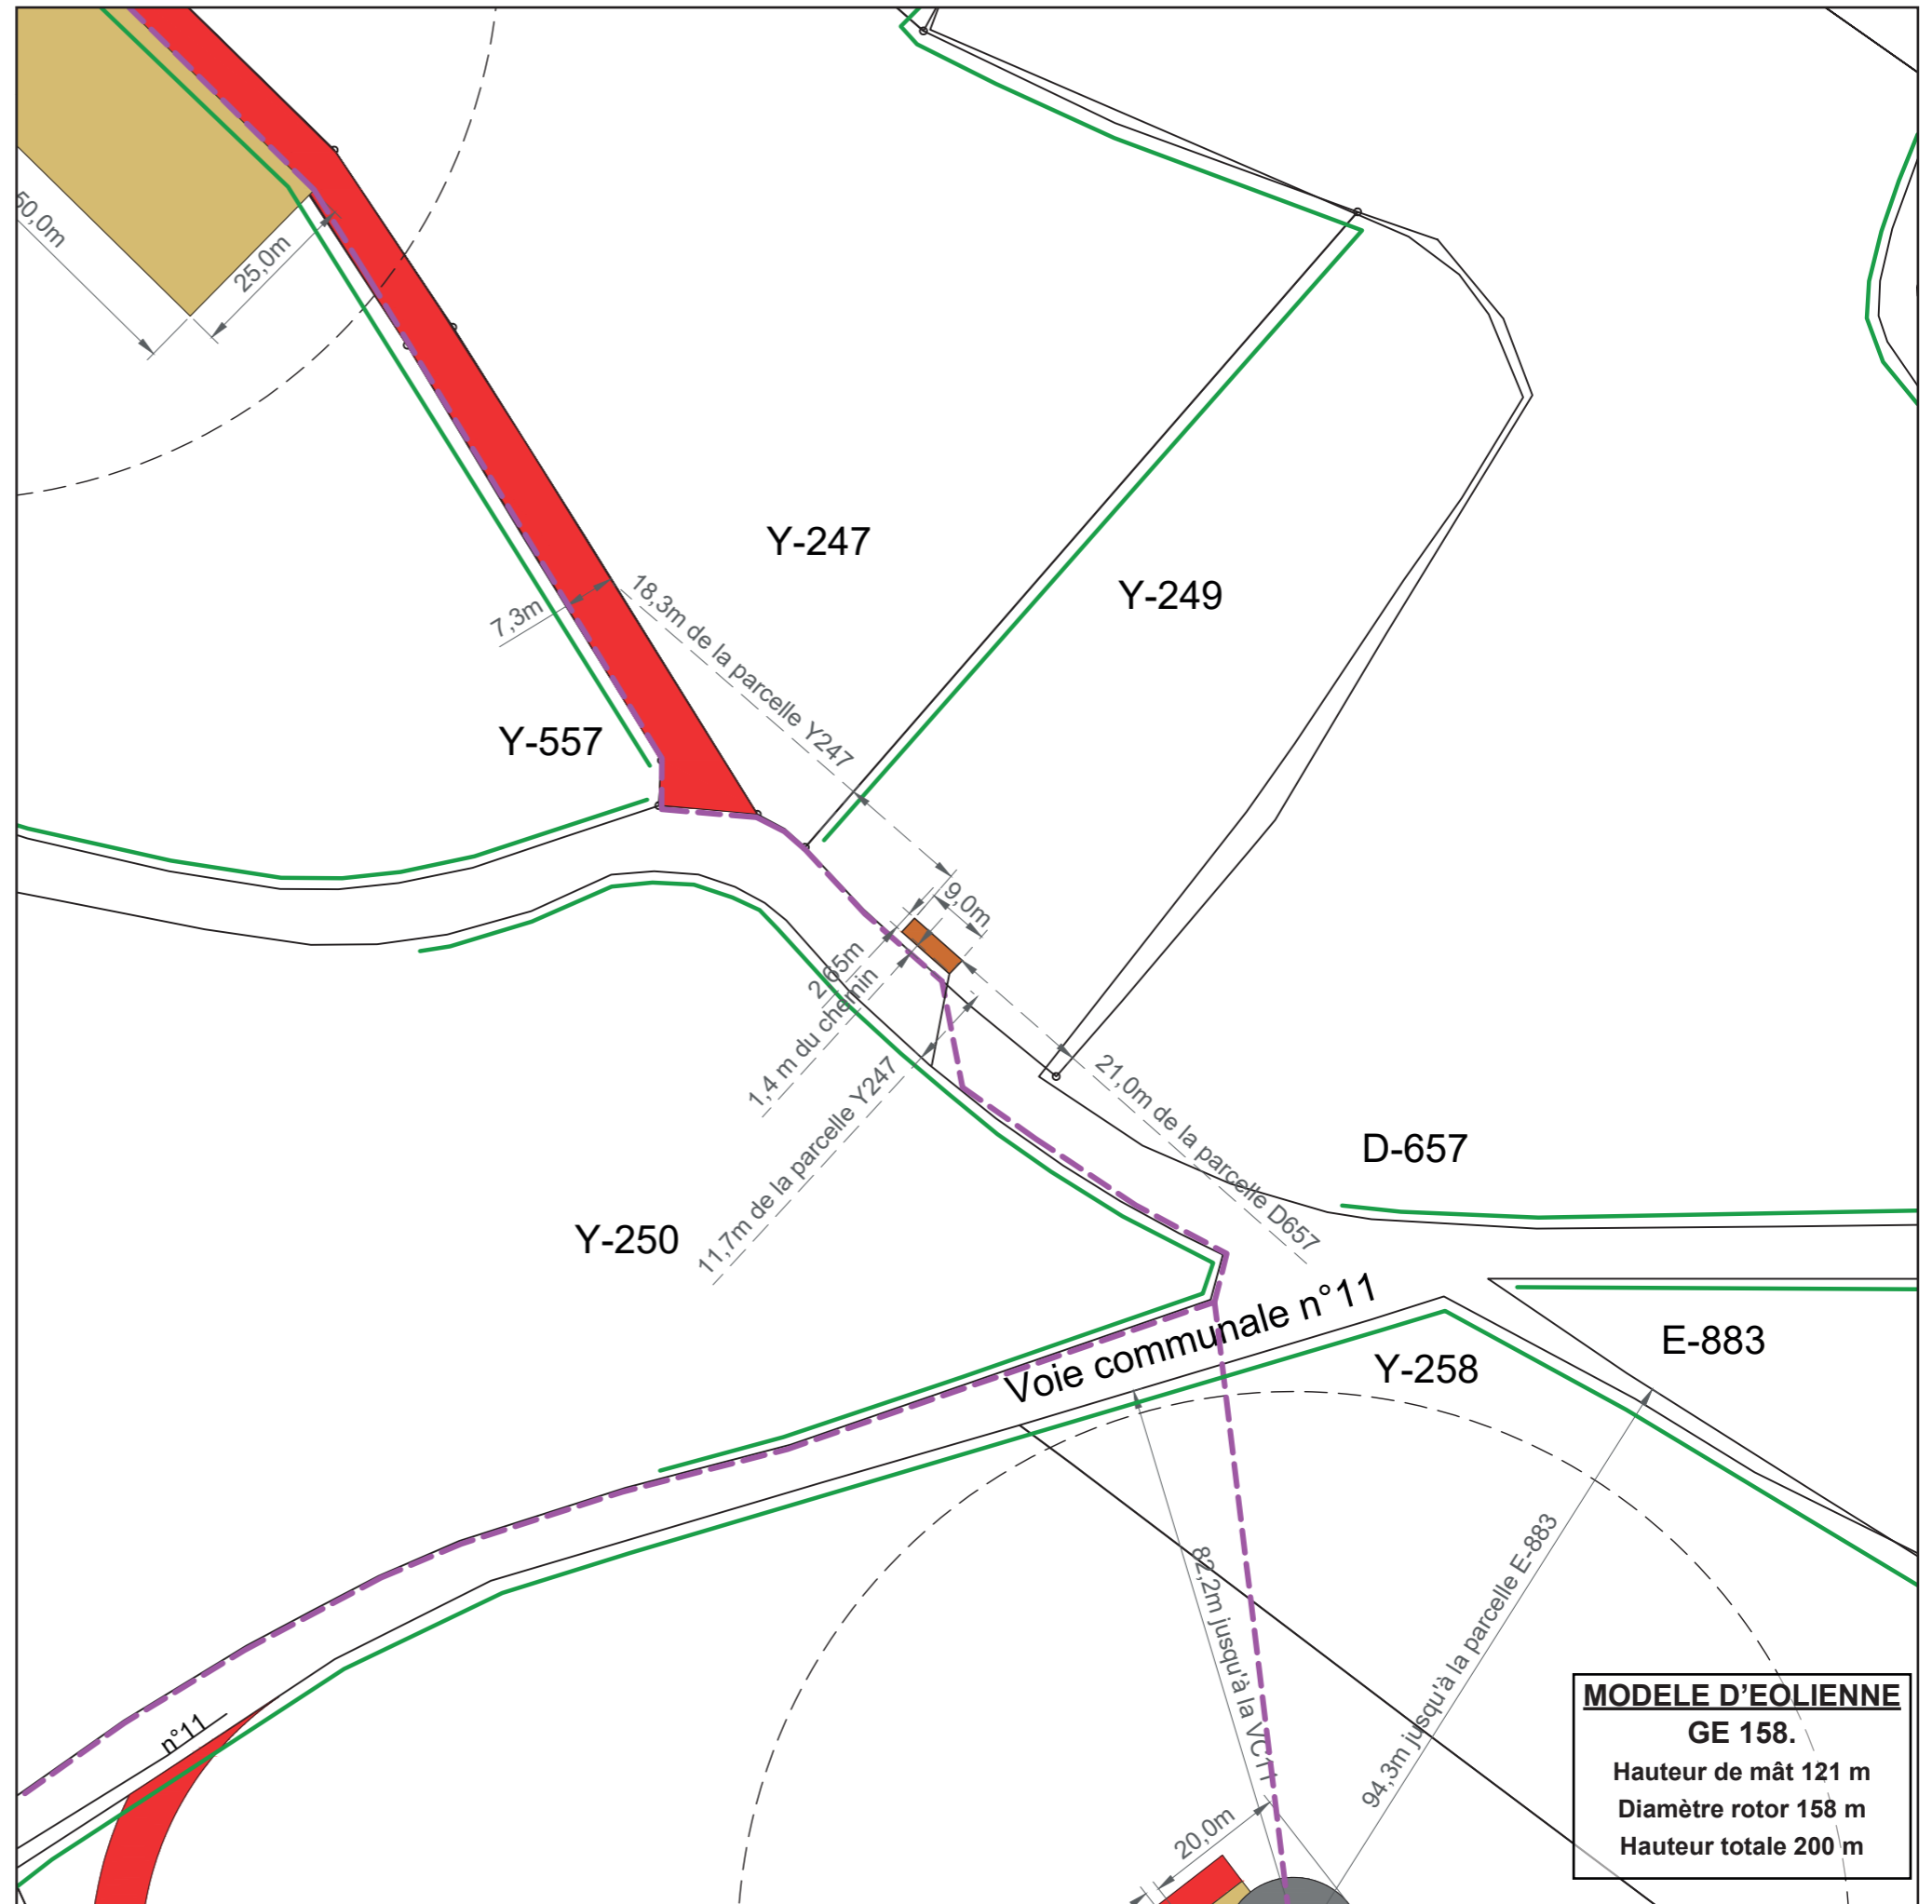 50,0m
25,0m
Y-247
Y-249
7,3m
18,3m de la parcelle Y247
Y-557
9,0m
2,65m
1,4 m du chemin
11,7m de la parcelle Y247
21,0m de la parcelle D657
D-657
Y-250
Voie communale n°11
E-883
Y-258
82,2m jusqu'à la VC11
94,3m jusqu'à la parcelle E-883
n°11
20,0m
MODELE D'EOLIENNE
GE 158.
Hauteur de mât 121 m
Diamètre rotor 158 m
Hauteur totale 200 m